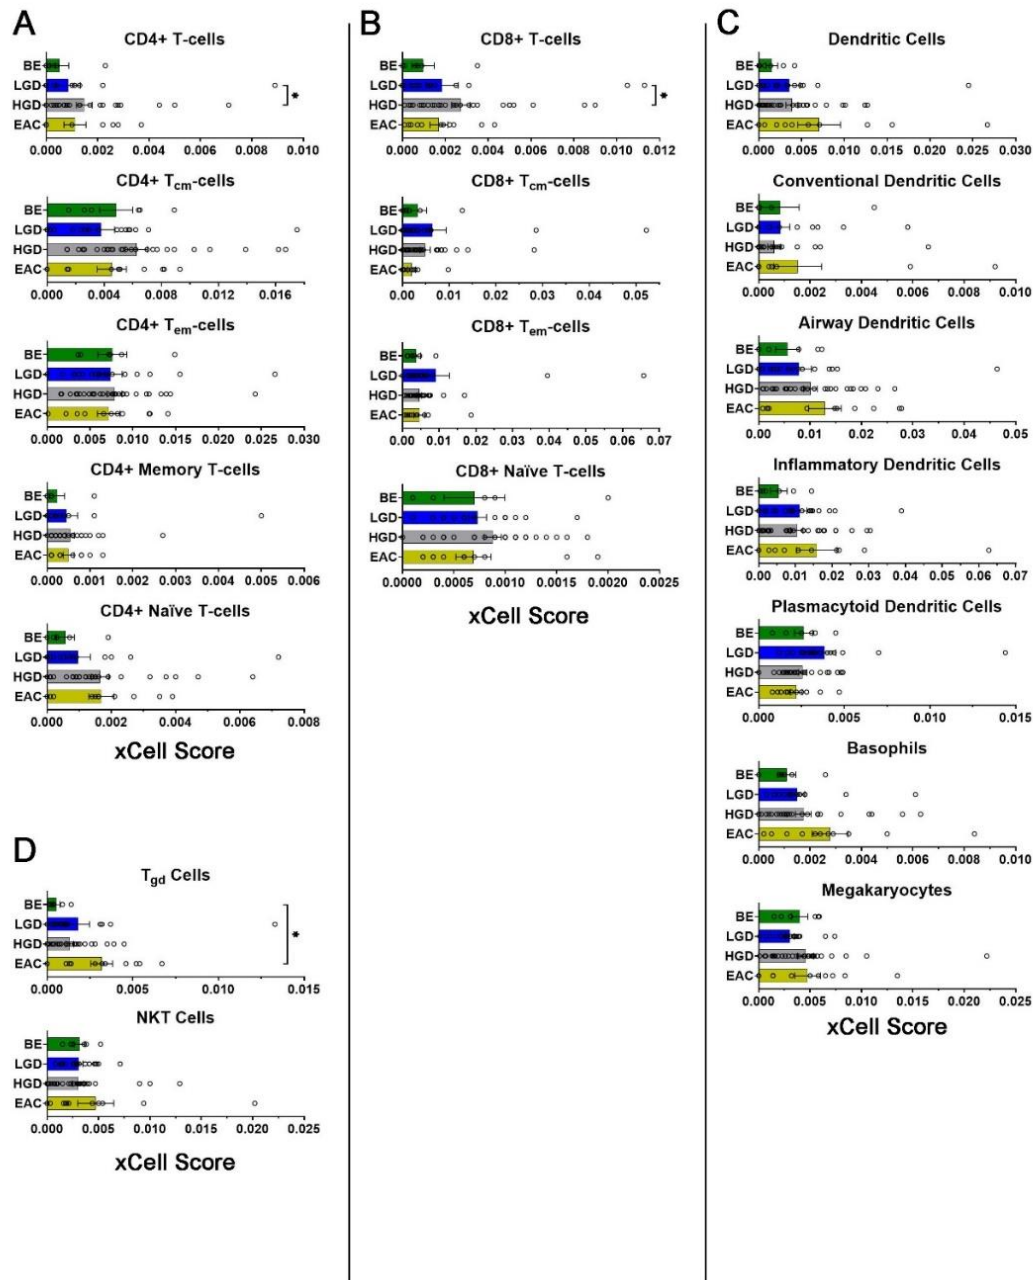 A
CD4+ T-cells
BE
LGD
HGD
EAC
*
0.000 0.002 0.004 0.006 0.008 0.010
CD4+ Tcm-cells
BE
LGD
HGD
EAC
0.000 0.004 0.008 0.012 0.016
CD4+ Tem-cells
BE
LGD
HGD
EAC
0.000 0.005 0.010 0.015 0.020 0.025 0.030
CD4+ Memory T-cells
BE
LGD
HGD
EAC
0.000 0.001 0.002 0.003 0.004 0.005 0.006
CD4+ Naïve T-cells
BE
LGD
HGD
EAC
0.000 0.002 0.004 0.006 0.008
xCell Score
B
CD8+ T-cells
BE
LGD
HGD
EAC
*
0.000 0.002 0.004 0.006 0.008 0.010 0.012
CD8+ Tcm-cells
BE
LGD
HGD
EAC
0.00 0.01 0.02 0.03 0.04 0.05
CD8+ Tem-cells
BE
LGD
HGD
EAC
0.00 0.01 0.02 0.03 0.04 0.05 0.06 0.07
CD8+ Naïve T-cells
BE
LGD
HGD
EAC
0.0000 0.0005 0.0010 0.0015 0.0020 0.0025
xCell Score
C
Dendritic Cells
BE
LGD
HGD
EAC
0.000 0.005 0.010 0.015 0.020 0.025 0.030
Conventional Dendritic Cells
BE
LGD
HGD
EAC
0.000 0.002 0.004 0.006 0.008 0.010
Airway Dendritic Cells
BE
LGD
HGD
EAC
0.00 0.01 0.02 0.03 0.04 0.05
Inflammatory Dendritic Cells
BE
LGD
HGD
EAC
0.00 0.01 0.02 0.03 0.04 0.05 0.06 0.07
Plasmacytoid Dendritic Cells
BE
LGD
HGD
EAC
0.000 0.005 0.010 0.015
Basophils
BE
LGD
HGD
EAC
0.000 0.002 0.004 0.006 0.008 0.010
Megakaryocytes
BE
LGD
HGD
EAC
0.000 0.005 0.010 0.015 0.020 0.025
xCell Score
D
Tgd Cells
BE
LGD
HGD
EAC
*
0.000 0.005 0.010 0.015
NKT Cells
BE
LGD
HGD
EAC
0.000 0.005 0.010 0.015 0.020 0.025
xCell Score